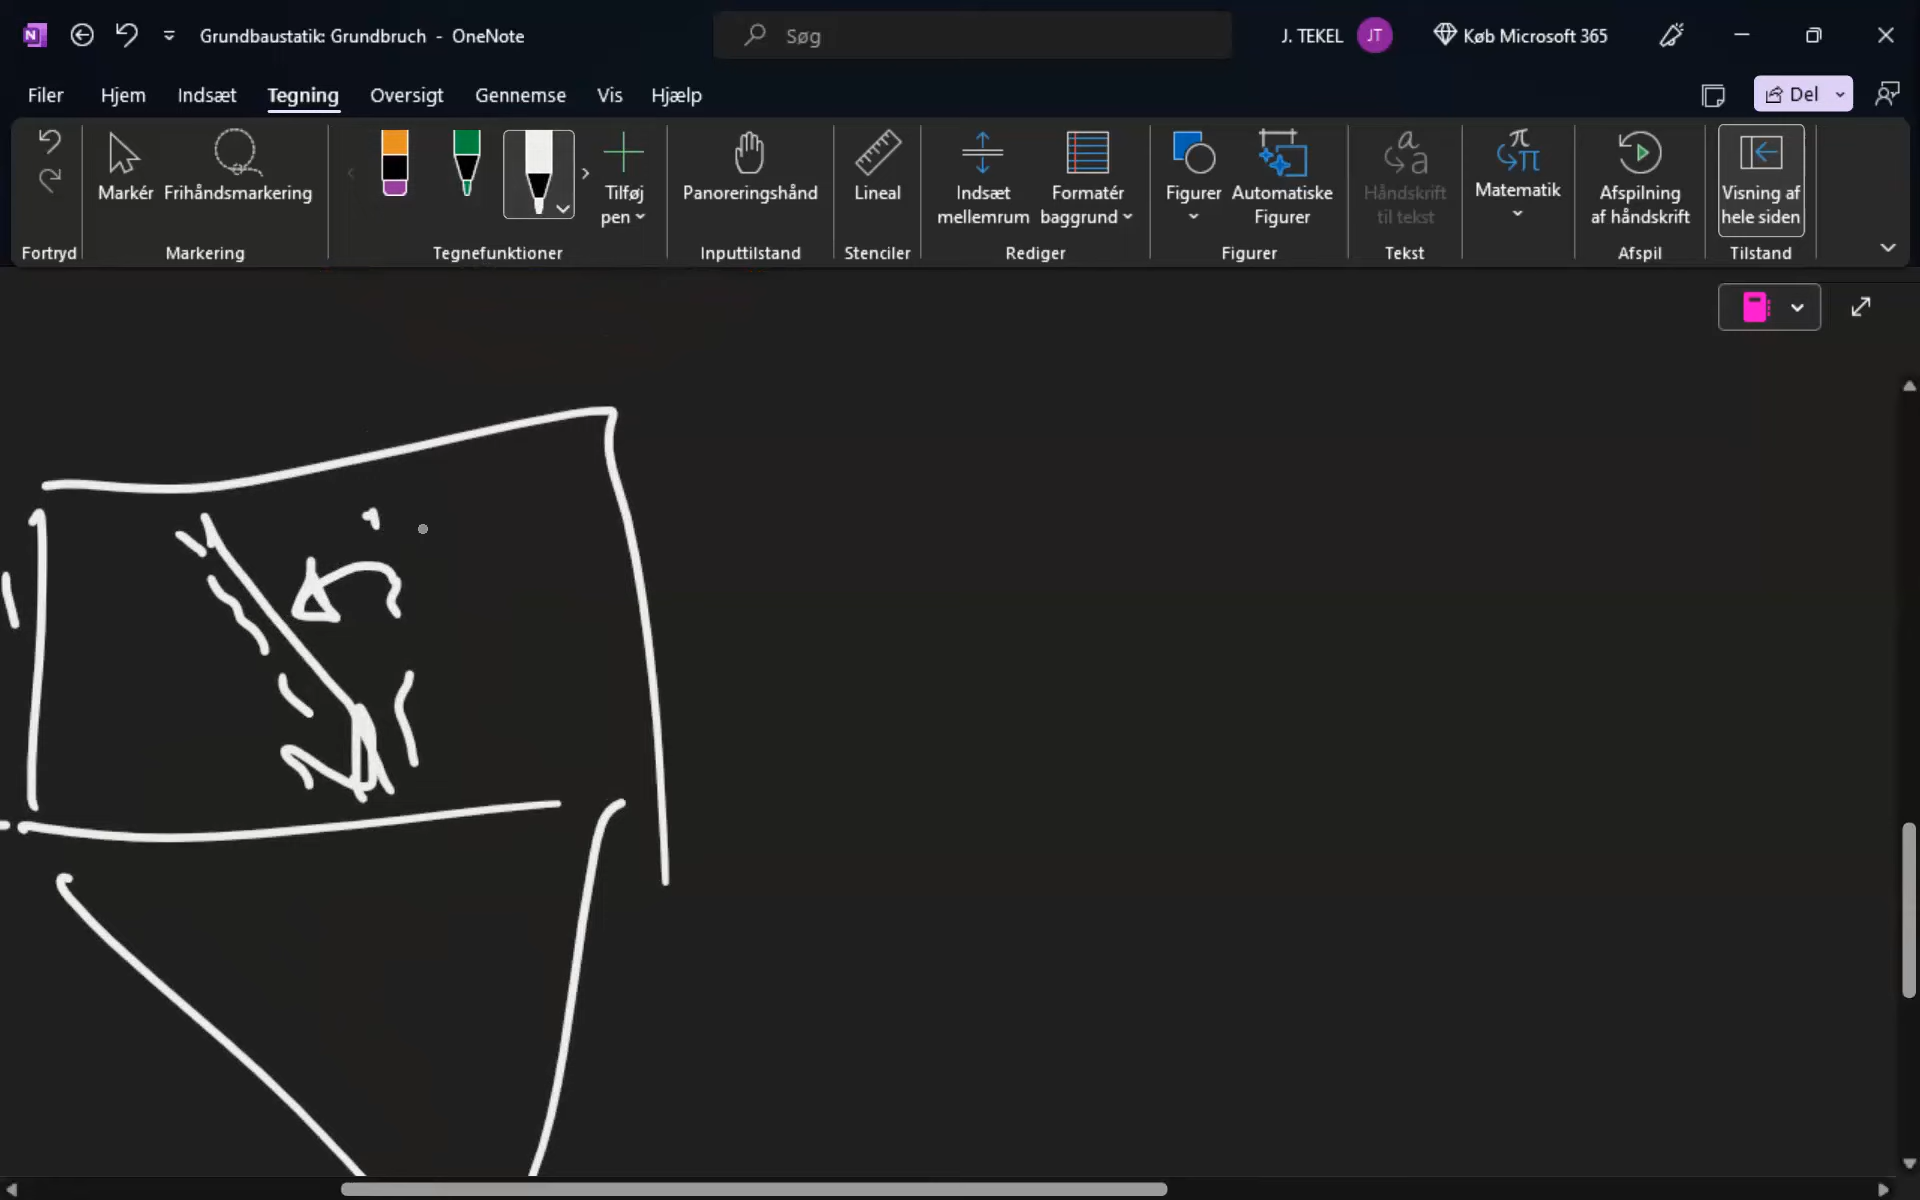 Grundbaustatik: Grundbruch - OneNote
Søg
J. TEKEL
JT
Køb Microsoft 365
Filer
Hjem
Indsæt
Tegning
Oversigt
Gennemse
Vis
Hjælp
Del
Markér
Frihåndsmarkering
Tilføj
pen
Panoreringshånd
Lineal
Indsæt
mellemrum
Formatér
baggrund
Figurer
Automatiske
Figurer
Håndskrift
til tekst
Matematik
Afspilning
af håndskrift
Visning af
hele siden
Fortryd
Markering
Tegnefunktioner
Inputtilstand
Stenciler
Rediger
Figurer
Tekst
Afspil
Tilstand